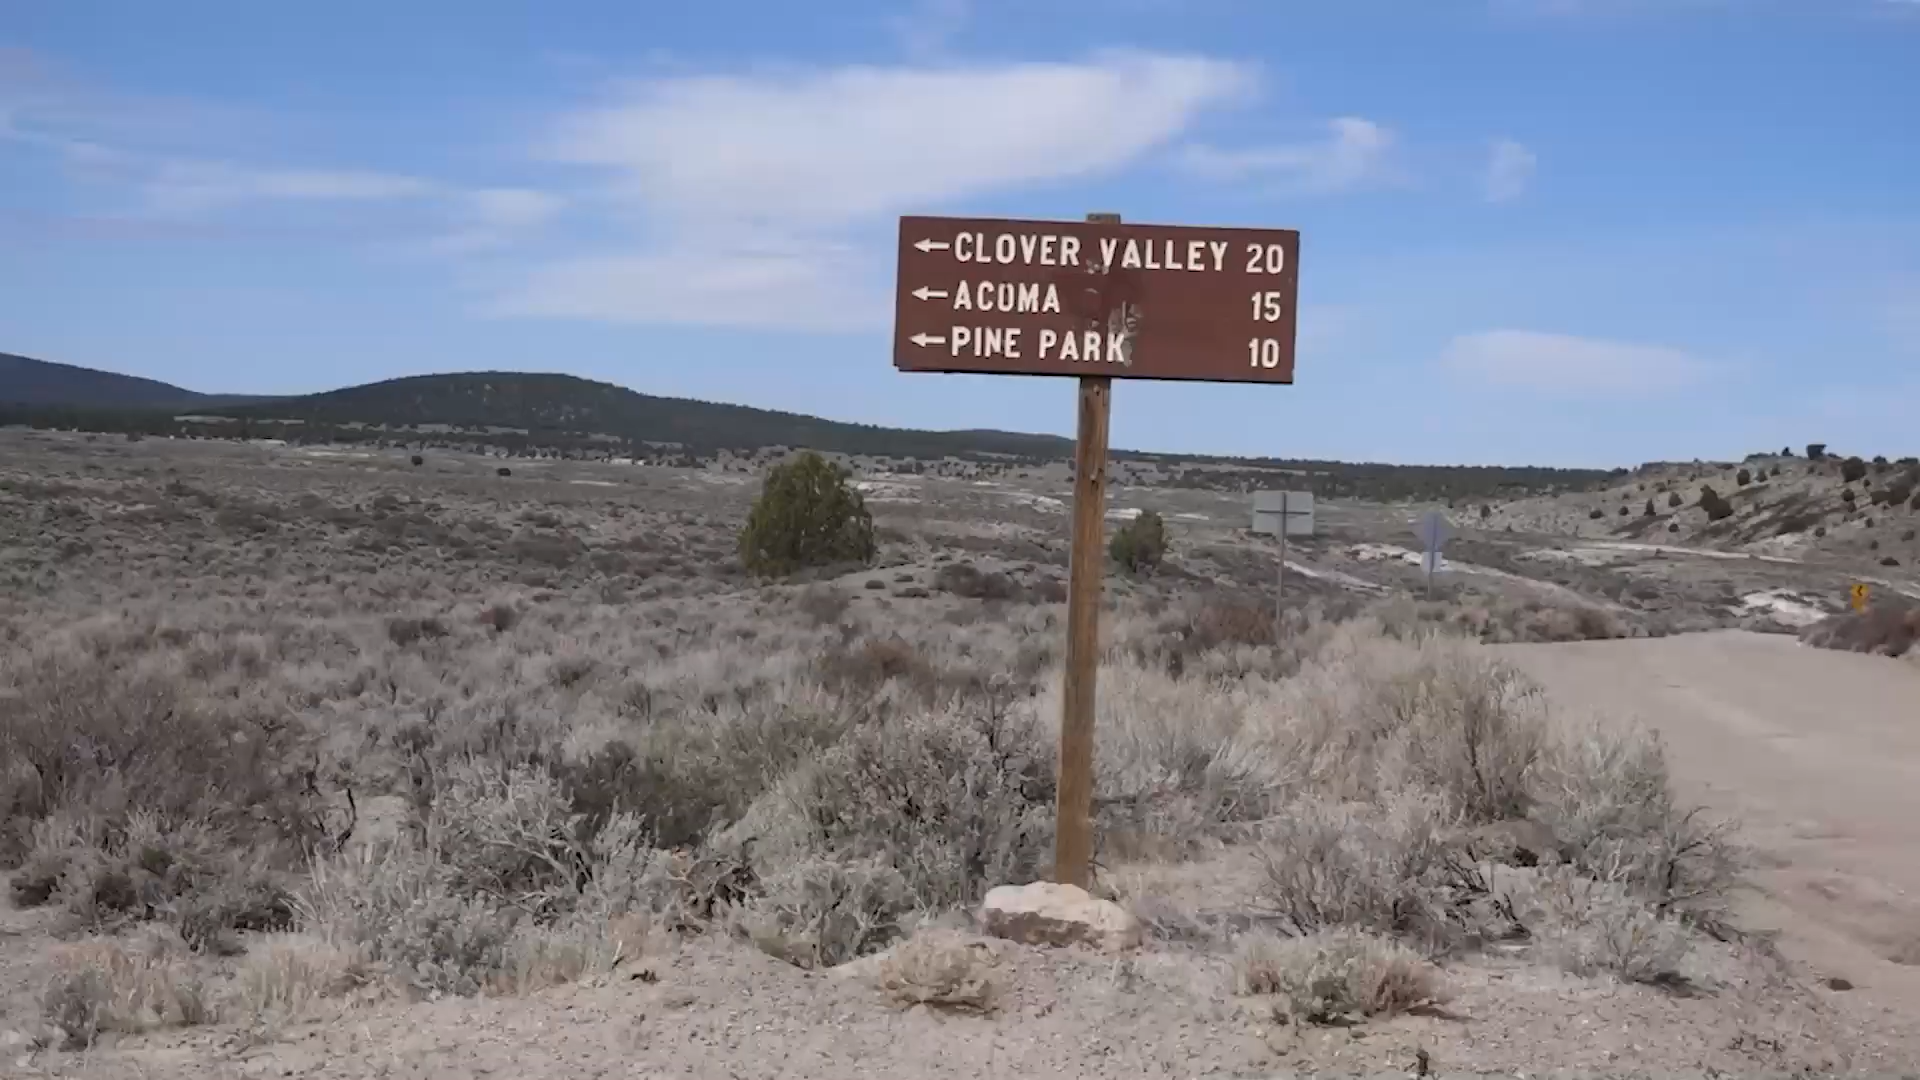 ←CLOVER VALLEY 20
←ACOMA 15
←PINE PARK 10